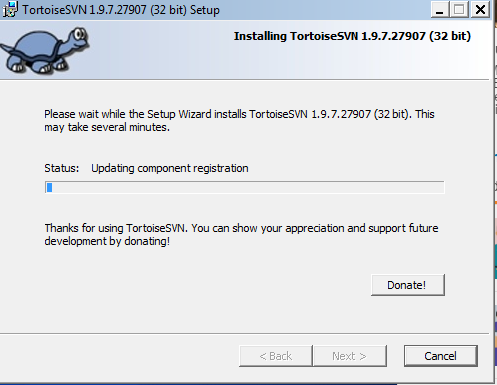 TortoiseSVN 1.9.7.27907 (32 bit) Setup
Installing TortoiseSVN 1.9.7.27907 (32 bit)
Please wait while the Setup Wizard installs TortoiseSVN 1.9.7.27907 (32 bit). This
may take several minutes.
Status: Updating component registration
Thanks for using TortoiseSVN. You can show your appreciation and support future
development by donating!
Donate!
< Back Next > Cancel